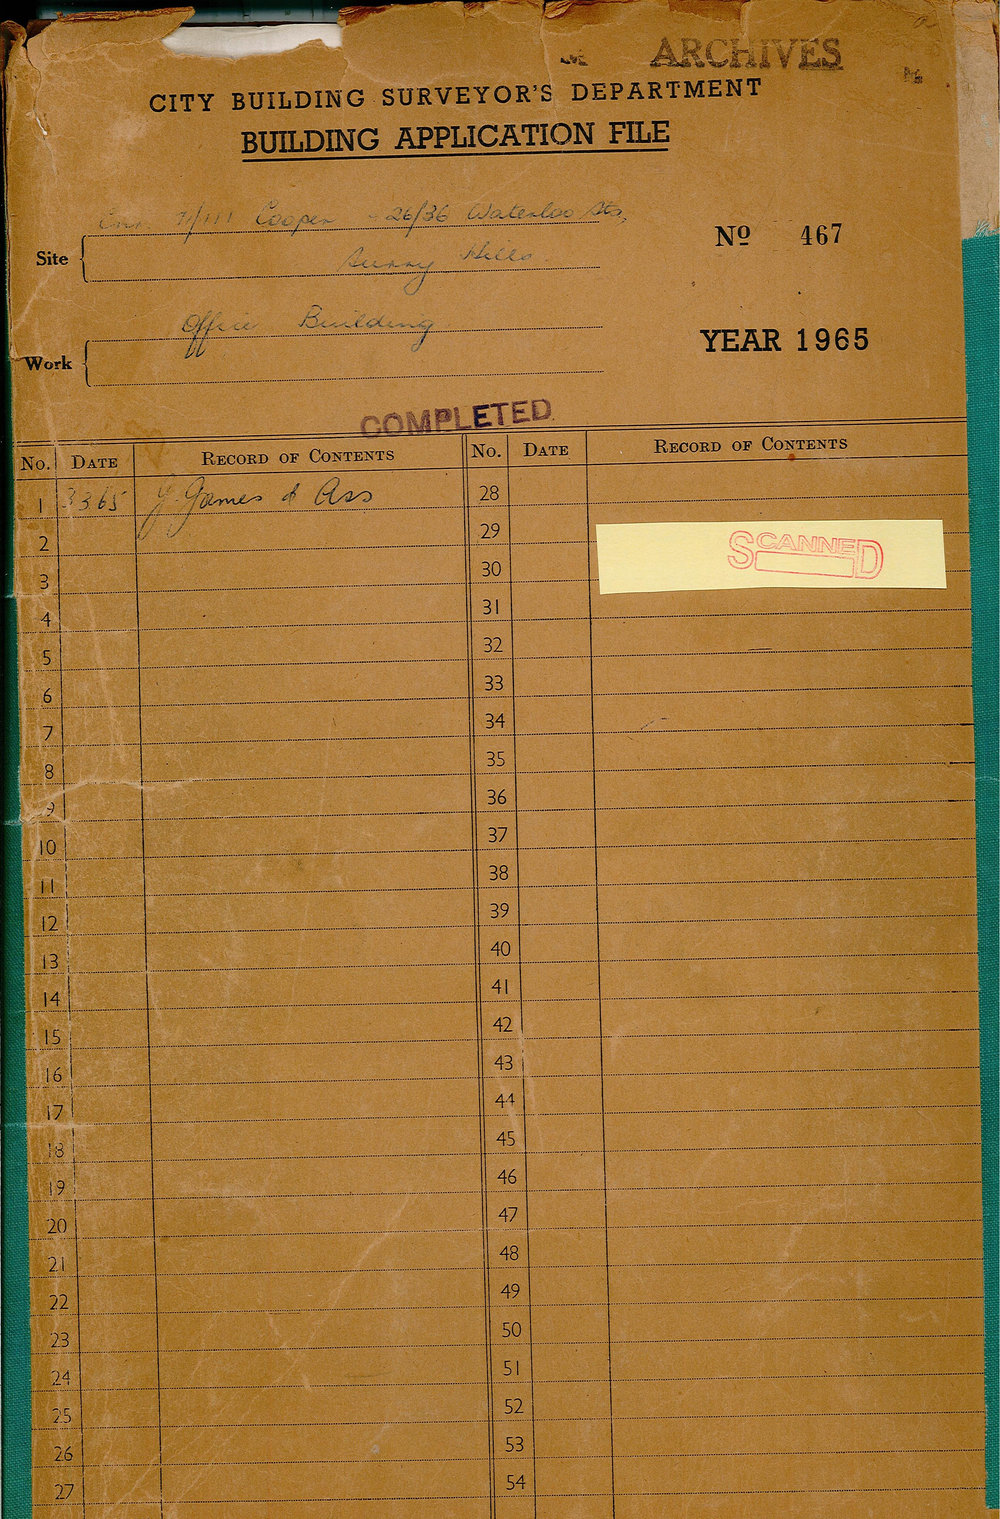 ARCHIVES
CITY BUILDING SURVEYOR'S DEPARTMENT
BUILDING APPLICATION FILE
Cnr. 71/111 Cooper - 26/36 Waterloo Sts,
Site
Surry Hills
Nº 467
Office Building
Work
YEAR 1965
COMPLETED
No. DATE RECORD OF CONTENTS No. DATE RECORD OF CONTENTS
1 3365 James & Ass 28
2 29
SCANNED
3 30
4 31
5 32
6 33
7 34
8 35
9 36
10 37
11 38
12 39
13 40
14 41
15 42
16 43
17 44
18 45
19 46
20 47
21 48
22 49
23 50
24 51
25 52
26 53
27 54